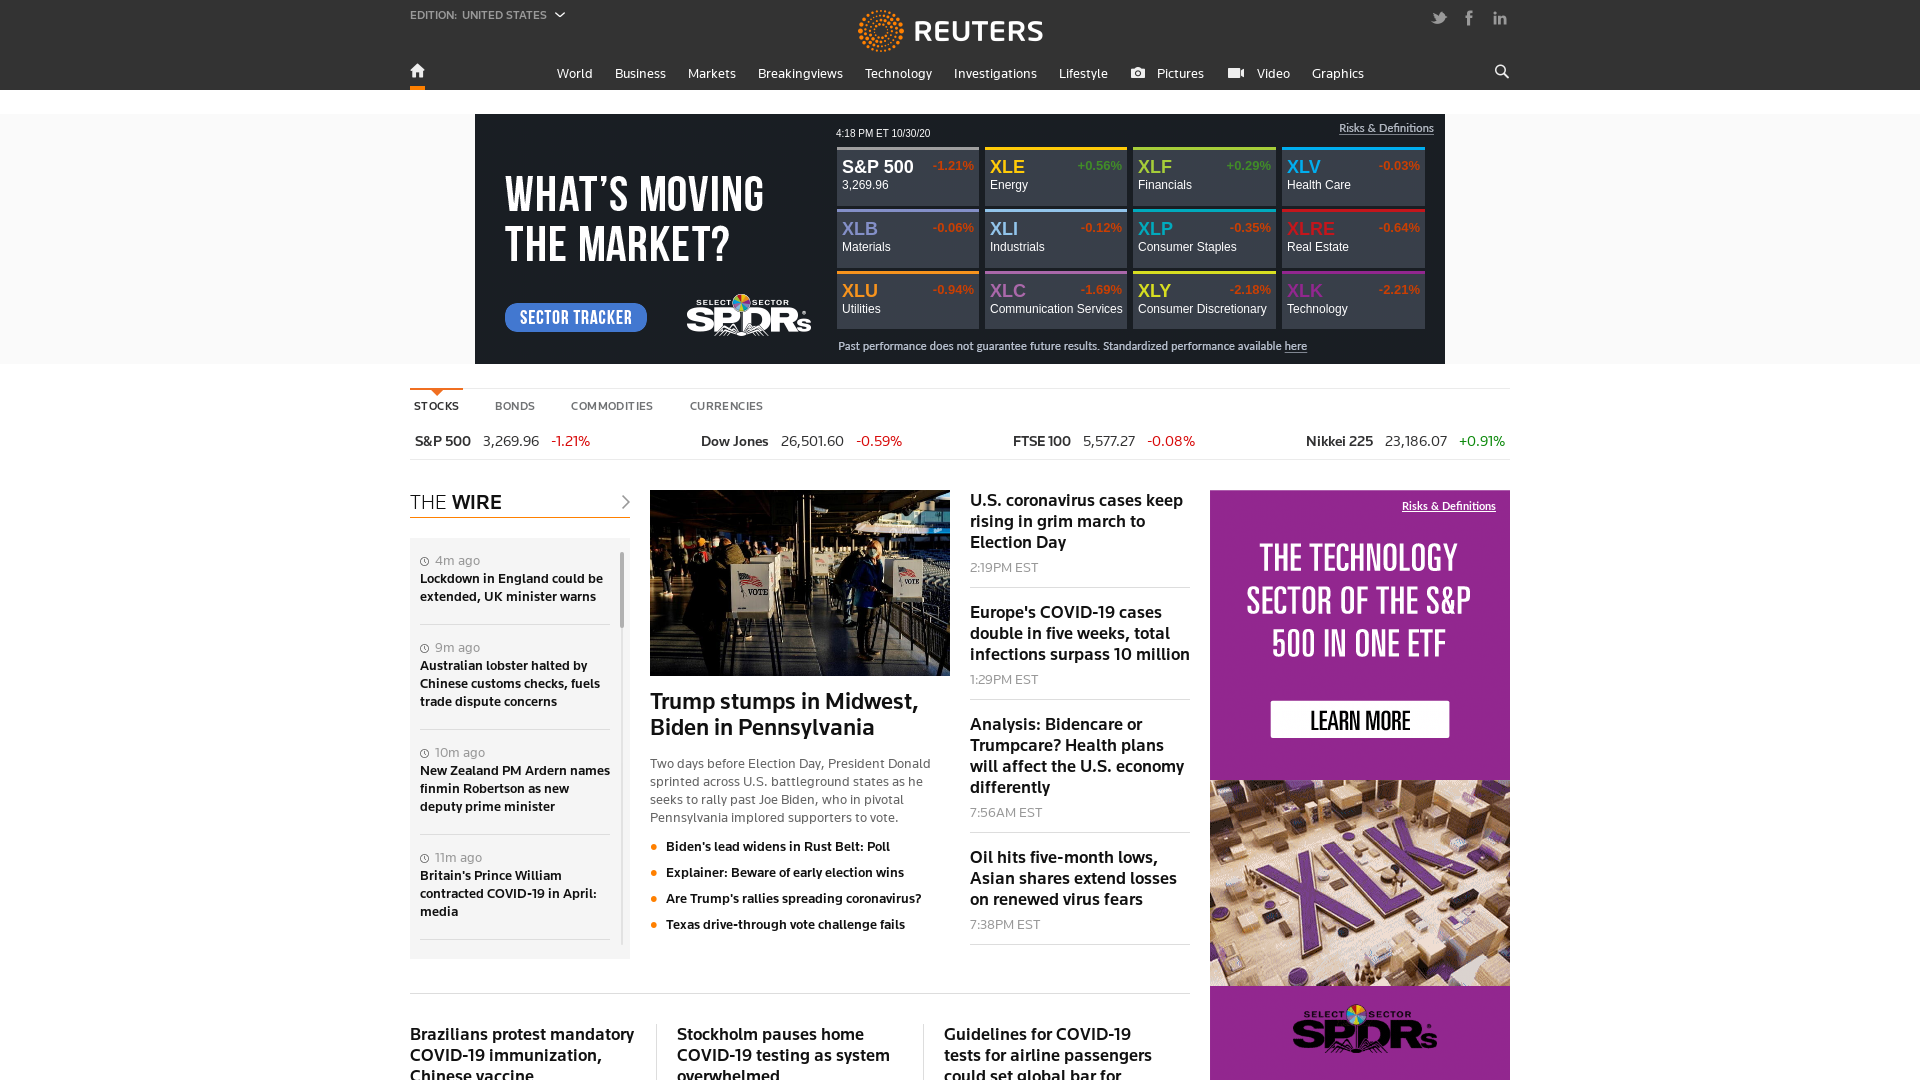 EDITION: UNITED STATES
REUTERS
World Business Markets Breakingviews Technology Investigations Lifestyle Pictures Video Graphics
Risks & Definitions
4:18 PM ET 10/30/20
WHAT'S MOVING
THE MARKET?
SECTOR TRACKER
SELECT SECTOR
SPDRs
S&P 500 -1.21%
3,269.96
XLE +0.56%
Energy
XLF +0.29%
Financials
XLV -0.03%
Health Care
XLB -0.06%
Materials
XLI -0.12%
Industrials
XLP -0.35%
Consumer Staples
XLRE -0.64%
Real Estate
XLU -0.94%
Utilities
XLC -1.69%
Communication Services
XLY -2.18%
Consumer Discretionary
XLK -2.21%
Technology
Past performance does not guarantee future results. Standardized performance available here
STOCKS BONDS COMMODITIES CURRENCIES
S&P 500 3,269.96 -1.21% Dow Jones 26,501.60 -0.59% FTSE 100 5,577.27 -0.08% Nikkei 225 23,186.07 +0.91%
THE WIRE
4m ago
Lockdown in England could be
extended, UK minister warns
9m ago
Australian lobster halted by
Chinese customs checks, fuels
trade dispute concerns
10m ago
New Zealand PM Ardern names
finmin Robertson as new
deputy prime minister
11m ago
Britain's Prince William
contracted COVID-19 in April:
media
VOTE
VOTE
Trump stumps in Midwest,
Biden in Pennsylvania
Two days before Election Day, President Donald
sprinted across U.S. battleground states as he
seeks to rally past Joe Biden, who in pivotal
Pennsylvania implored supporters to vote.
Biden's lead widens in Rust Belt: Poll
Explainer: Beware of early election wins
Are Trump's rallies spreading coronavirus?
Texas drive-through vote challenge fails
U.S. coronavirus cases keep
rising in grim march to
Election Day
2:19PM EST
Europe's COVID-19 cases
double in five weeks, total
infections surpass 10 million
1:29PM EST
Analysis: Bidencare or
Trumpcare? Health plans
will affect the U.S. economy
differently
7:56AM EST
Oil hits five-month lows,
Asian shares extend losses
on renewed virus fears
7:38PM EST
Risks & Definitions
THE TECHNOLOGY
SECTOR OF THE S&P
500 IN ONE ETF
LEARN MORE
XLK
SELECT SECTOR
SPDRs
Brazilians protest mandatory
COVID-19 immunization,
Chinese vaccine
Stockholm pauses home
COVID-19 testing as system
overwhelmed
Guidelines for COVID-19
tests for airline passengers
could set global bar for